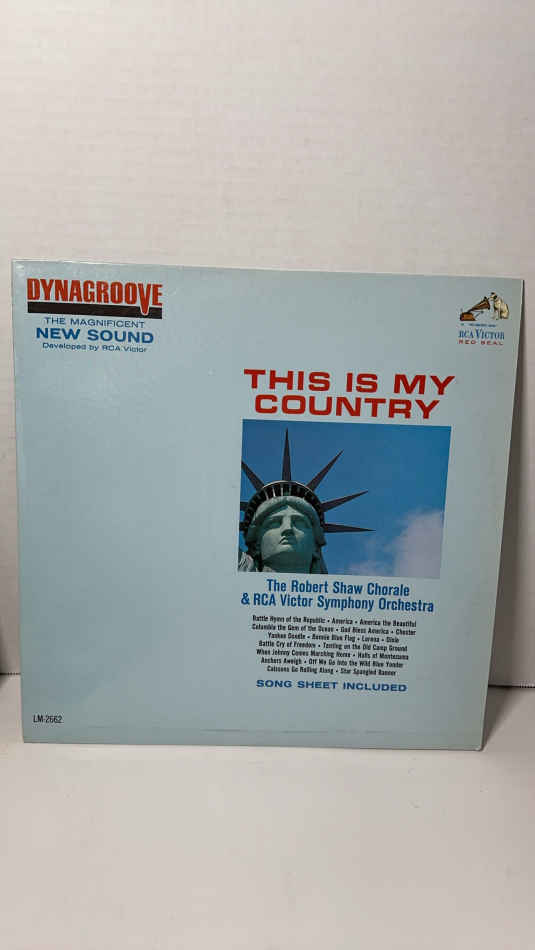 DYNAGROOVE
THE MAGNIFICENT
NEW SOUND
Developed by RCA Victor
RCA VICTOR
RED SEAL
THIS IS MY
COUNTRY
The Robert Shaw Chorale
& RCA Victor Symphony Orchestra
Battle Hymn of the Republic • America • America the Beautiful
Columbia the Gem of the Ocean • God Bless America • Chester
Yankee Doodle • Bonnie Blue Flag • Lorena • Dixie
Battle Cry of Freedom • Tenting on the Old Camp Ground
When Johnny Comes Marching Home • Halls of Montezuma
Anchors Aweigh • Off We Go Into the Wild Blue Yonder
Caissons Go Rolling Along • Star Spangled Banner
SONG SHEET INCLUDED
LM-2662